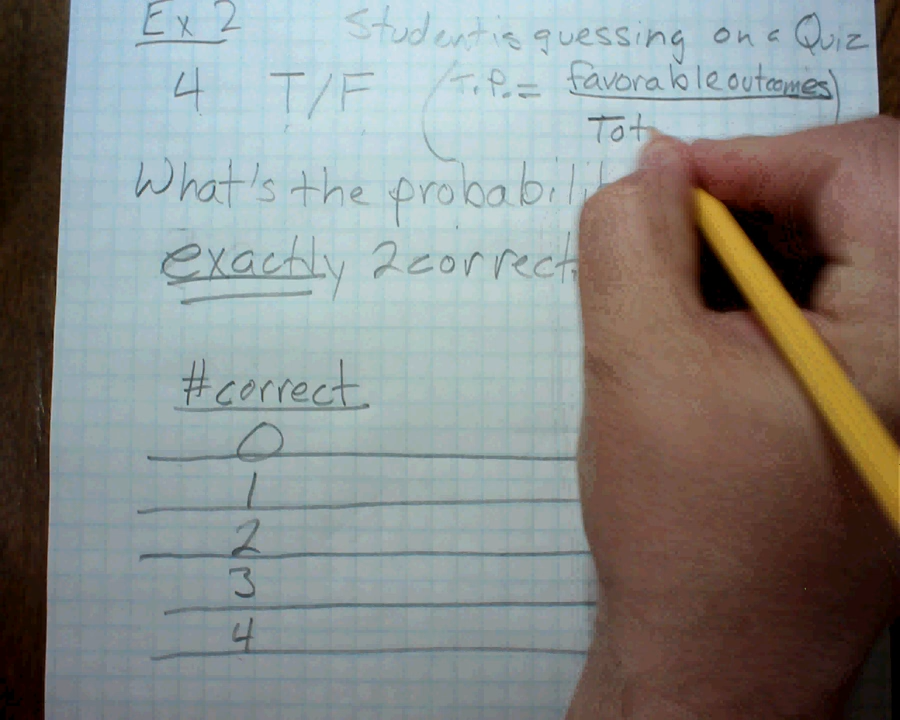 Ex 2
Student is guessing on a Quiz
4 T/F (T.P. = favorable outcomes)
Tot
What's the probabilit
exactly 2 correct
#correct
0
1
2
3
4